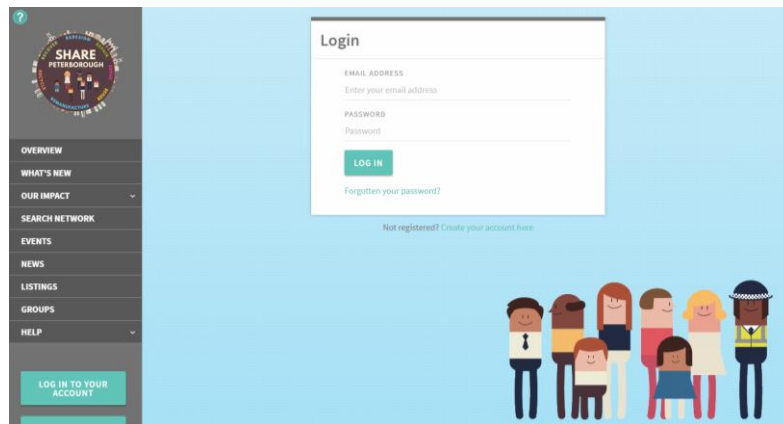 ?
SHARE
PETERBOROUGH
OVERVIEW
WHAT'S NEW
OUR IMPACT
SEARCH NETWORK
EVENTS
NEWS
LISTINGS
GROUPS
HELP
LOG IN TO YOUR
ACCOUNT
Login
EMAIL ADDRESS
Enter your email address
PASSWORD
Password
LOG IN
Forgotten your password?
Not registered? Create your account here